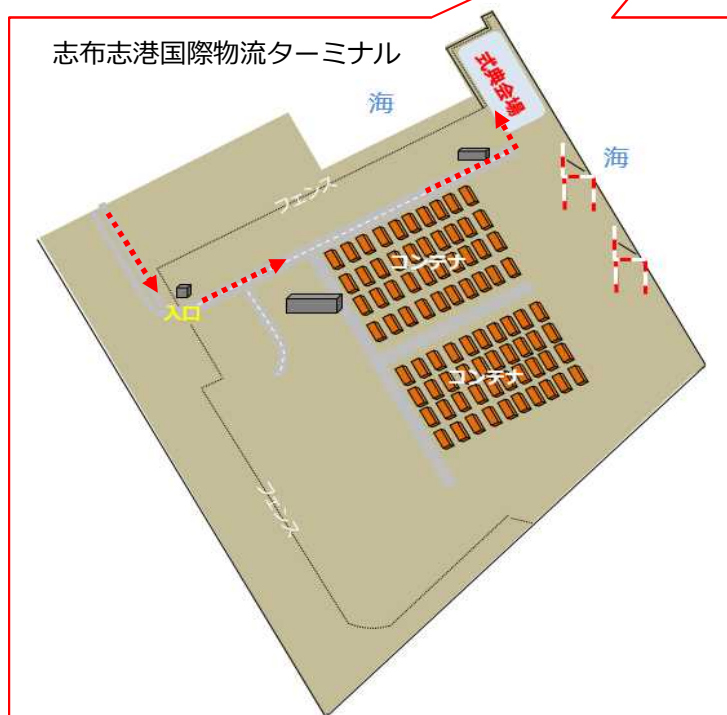 志布志港国際物流ターミナル
式典会場
海
海
フェンス
コンテナ
入口
コンテナ
フェンス